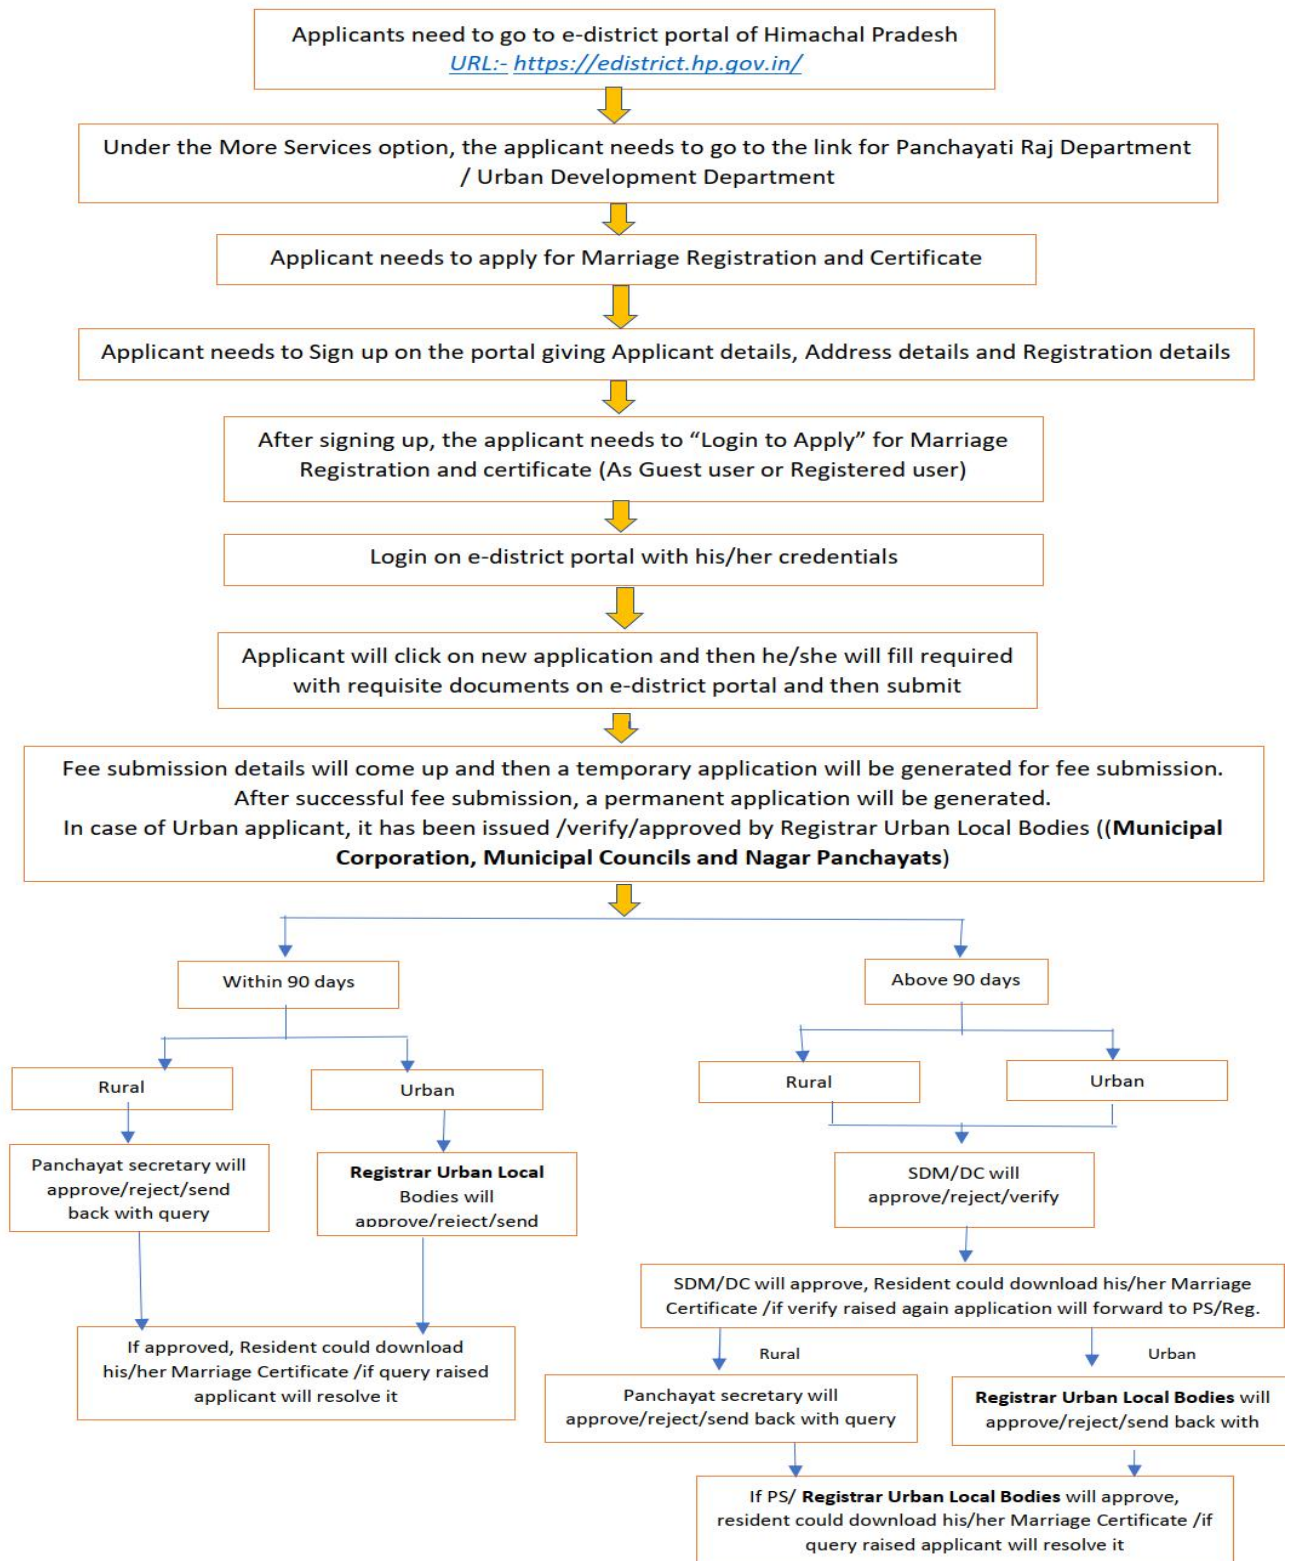 Applicants need to go to e-district portal of Himachal Pradesh
URL:- https://edistrict.hp.gov.in/
Under the More Services option, the applicant needs to go to the link for Panchayati Raj Department
/ Urban Development Department
Applicant needs to apply for Marriage Registration and Certificate
Applicant needs to Sign up on the portal giving Applicant details, Address details and Registration details
After signing up, the applicant needs to “Login to Apply” for Marriage
Registration and certificate (As Guest user or Registered user)
Login on e-district portal with his/her credentials
Applicant will click on new application and then he/she will fill required
with requisite documents on e-district portal and then submit
Fee submission details will come up and then a temporary application will be generated for fee submission.
After successful fee submission, a permanent application will be generated.
In case of Urban applicant, it has been issued /verify/approved by Registrar Urban Local Bodies ((Municipal
Corporation, Municipal Councils and Nagar Panchayats)
Within 90 days
Above 90 days
Rural
Urban
Rural
Urban
Panchayat secretary will
approve/reject/send
back with query
Registrar Urban Local
Bodies will
approve/reject/send
SDM/DC will
approve/reject/verify
SDM/DC will approve, Resident could download his/her Marriage
Certificate /if verify raised again application will forward to PS/Reg.
If approved, Resident could download
his/her Marriage Certificate /if query raised
applicant will resolve it
Rural
Urban
Panchayat secretary will
approve/reject/send back with query
Registrar Urban Local Bodies will
approve/reject/send back with
If PS/ Registrar Urban Local Bodies will approve,
resident could download his/her Marriage Certificate /if
query raised applicant will resolve it